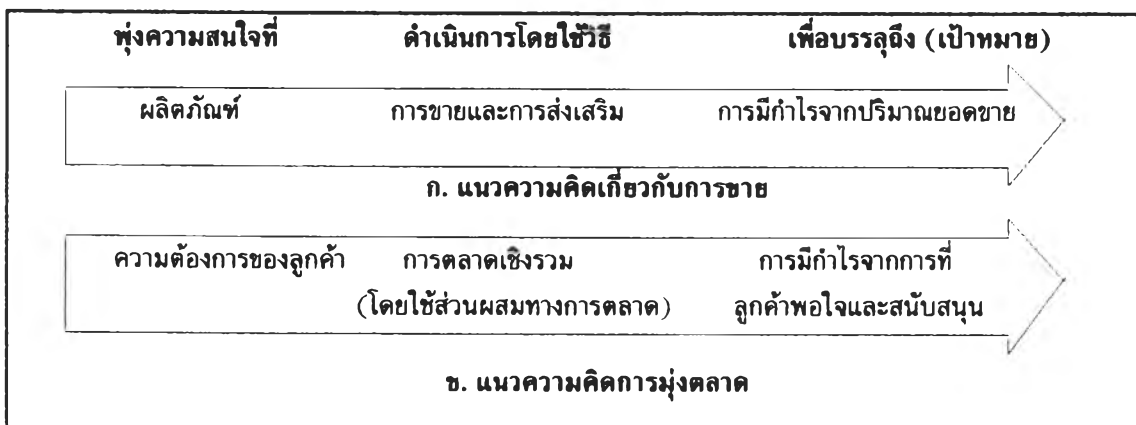 พุ่งความสนใจที่ ดำเนินการโดยใช้วิธี เพื่อบรรลุถึง (เป้าหมาย)
ผลิตภัณฑ์ การขายและการส่งเสริม การมีกำไรจากปริมาณยอดขาย
ก. แนวความคิดเกี่ยวกับการขาย
ความต้องการของลูกค้า การตลาดเชิงรวม การมีกำไรจากการที่
(โดยใช้ส่วนผสมทางการตลาด) ลูกค้าพอใจและสนับสนุน
ข. แนวความคิดการมุ่งตลาด